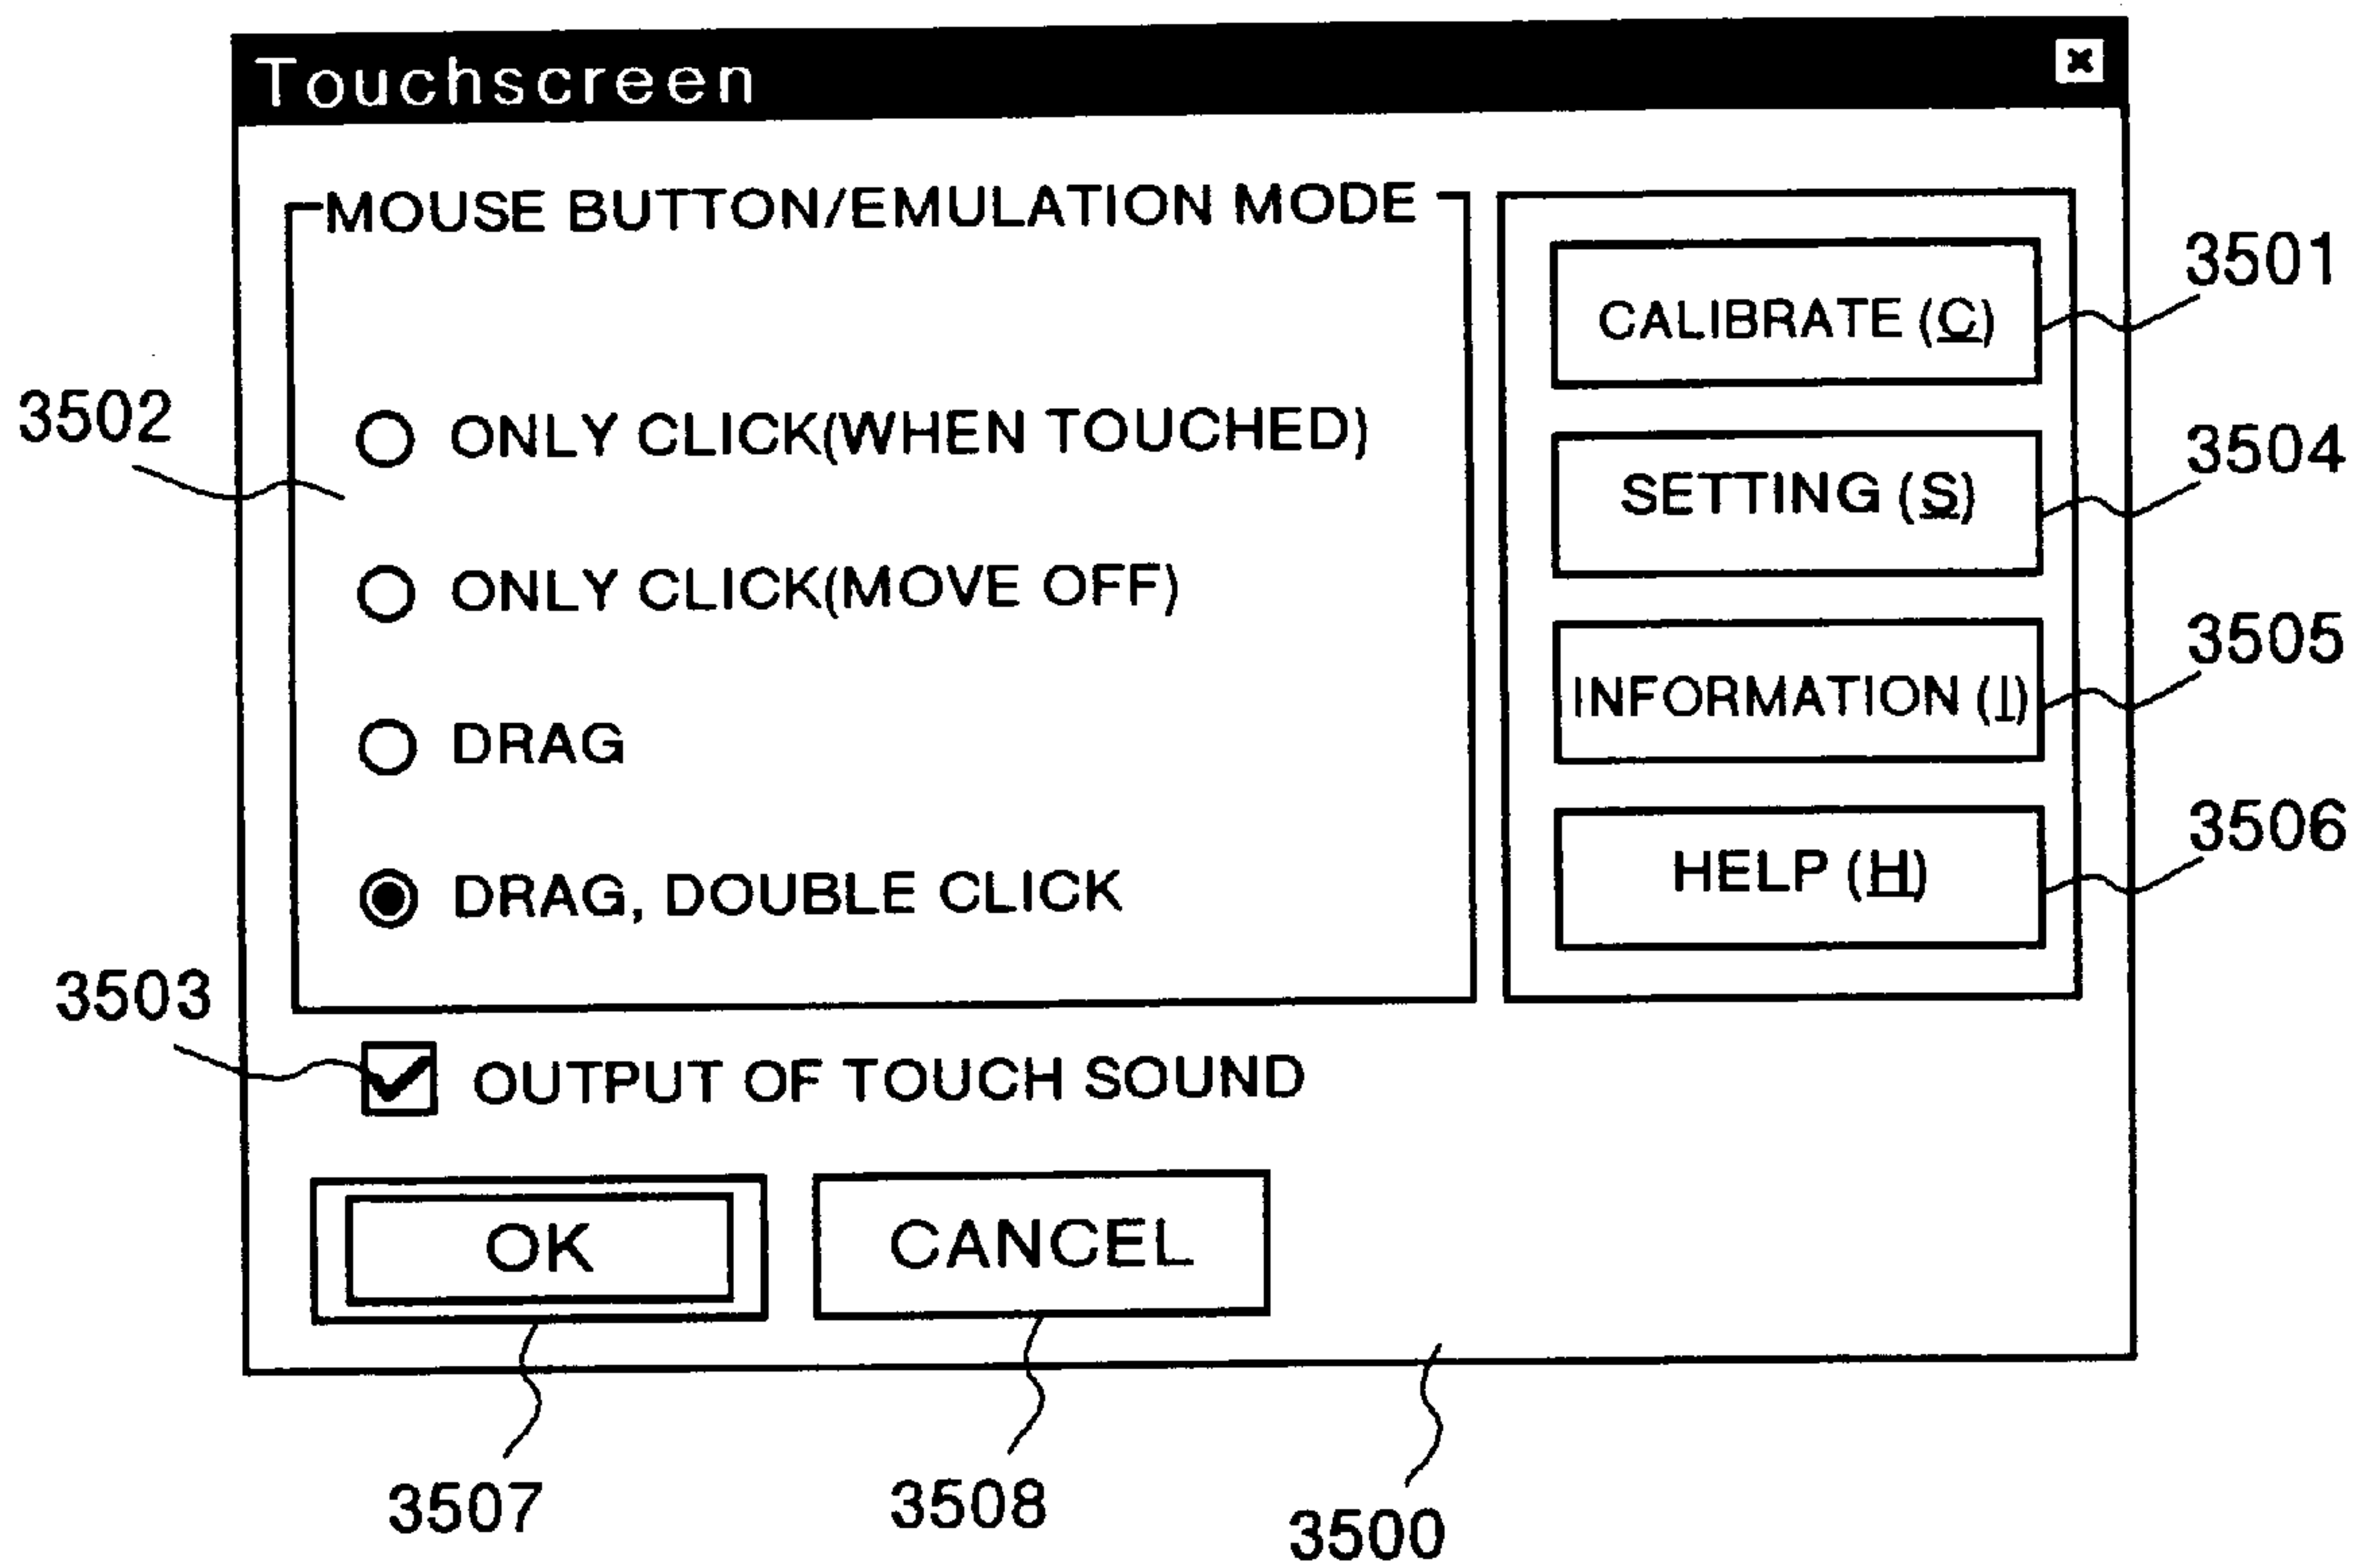 Touchscreen
MOUSE BUTTON/EMULATION MODE
3501
CALIBRATE (C)
3502
ONLY CLICK(WHEN TOUCHED)
3504
SETTING (S)
ONLY CLICK(MOVE OFF)
3505
INFORMATION (I)
DRAG
3506
HELP (H)
DRAG, DOUBLE CLICK
3503
OUTPUT OF TOUCH SOUND
OK
CANCEL
3507
3508
3500